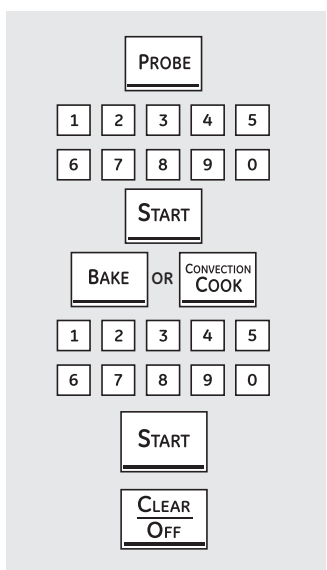 PROBE
1 2 3 4 5
6 7 8 9 0
START
BAKE OR CONVECTION COOK
1 2 3 4 5
6 7 8 9 0
START
CLEAR
OFF